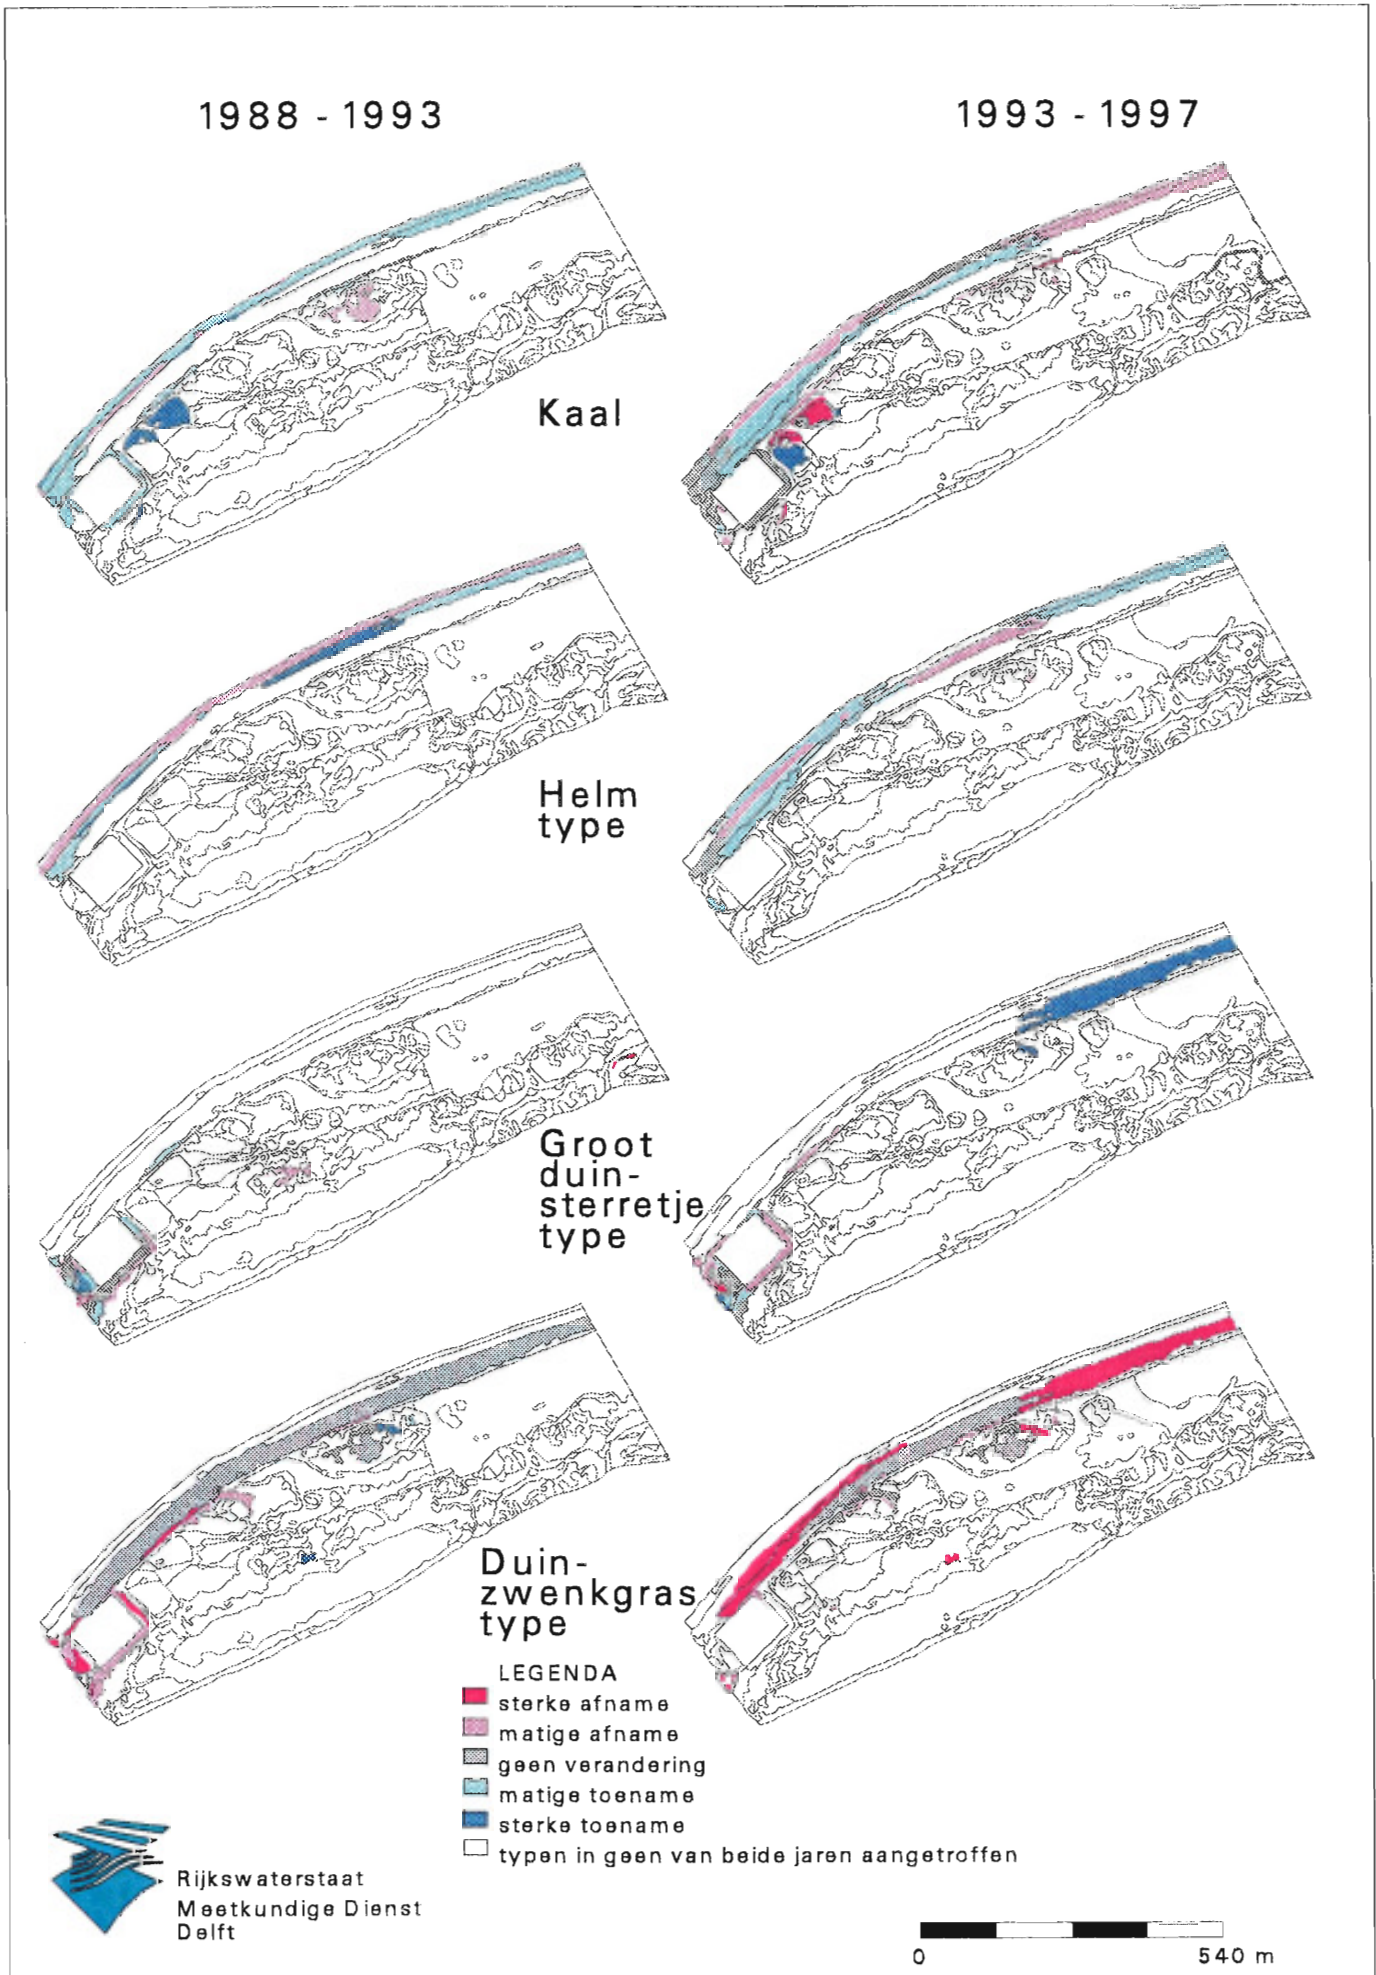 1988 - 1993
1993 - 1997
Kaal
Helm
type
Groot
duin-
sterretje
type
Duin-
zwenkgras
type
LEGENDA
sterke afname
matige afname
geen verandering
matige toename
sterke toename
typen in geen van beide jaren aangetroffen
Rijkswaterstaat
Meetkundige Dienst
Delft
0 540 m